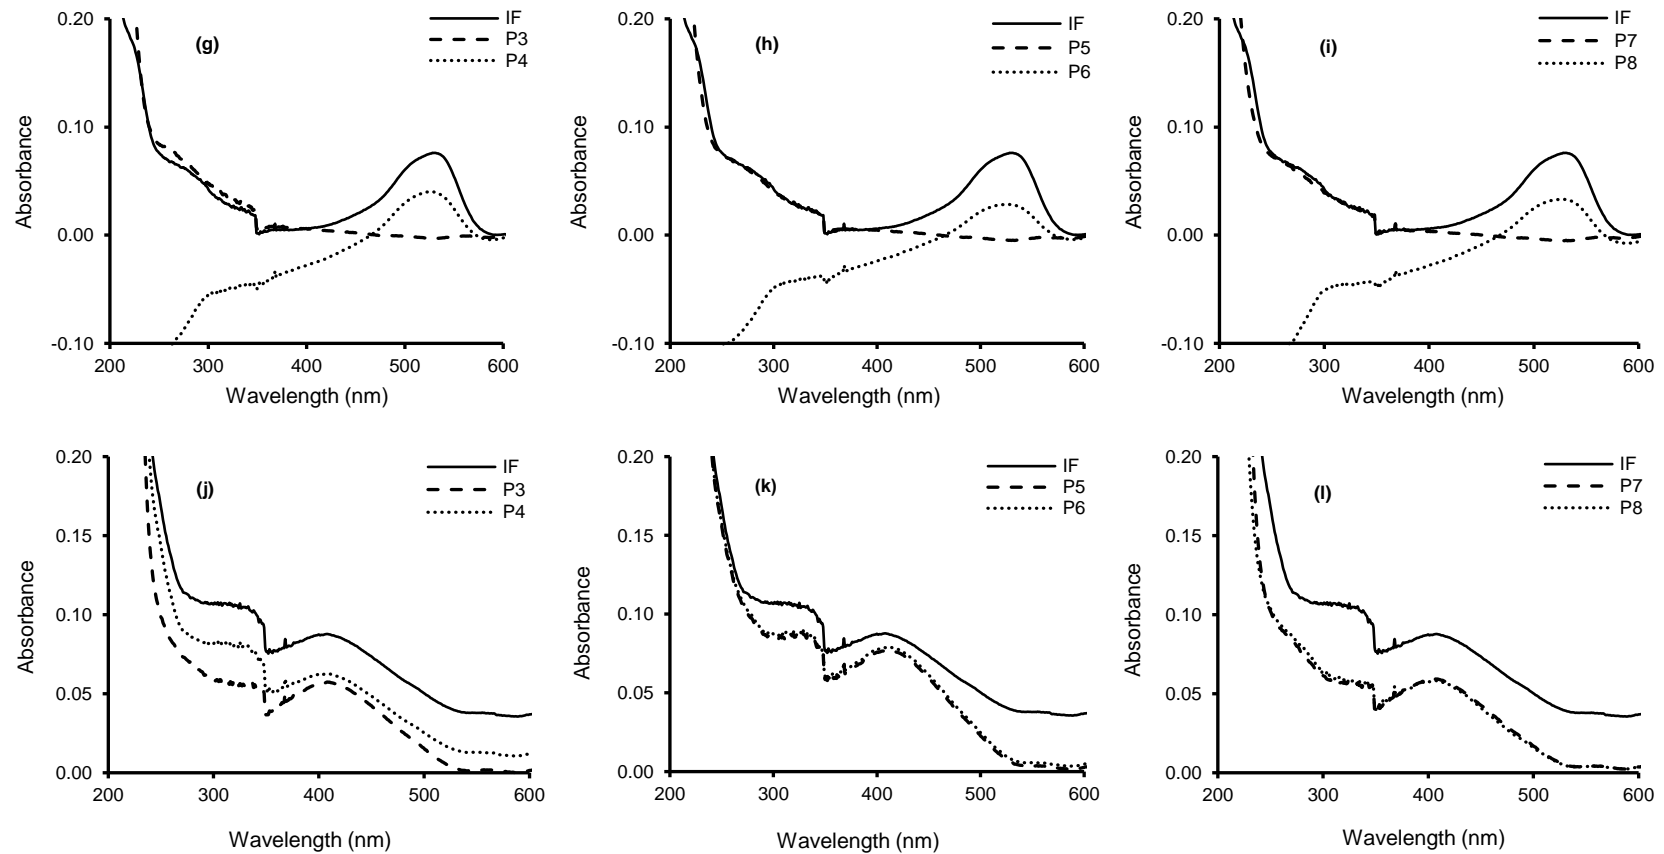 0.20
0.10
0.00
-0.10
200 300 400 500 600
Absorbance
Wavelength (nm)
(g)
IF
P3
P4
0.20
0.10
0.00
-0.10
200 300 400 500 600
Absorbance
Wavelength (nm)
(h)
IF
P5
P6
0.20
0.10
0.00
-0.10
200 300 400 500 600
Absorbance
Wavelength (nm)
(i)
IF
P7
P8
0.20
0.15
0.10
0.05
0.00
200 300 400 500 600
Absorbance
Wavelength (nm)
(j)
IF
P3
P4
0.20
0.15
0.10
0.05
0.00
200 300 400 500 600
Absorbance
Wavelength (nm)
(k)
IF
P5
P6
0.20
0.15
0.10
0.05
0.00
200 300 400 500 600
Absorbance
Wavelength (nm)
(l)
IF
P7
P8